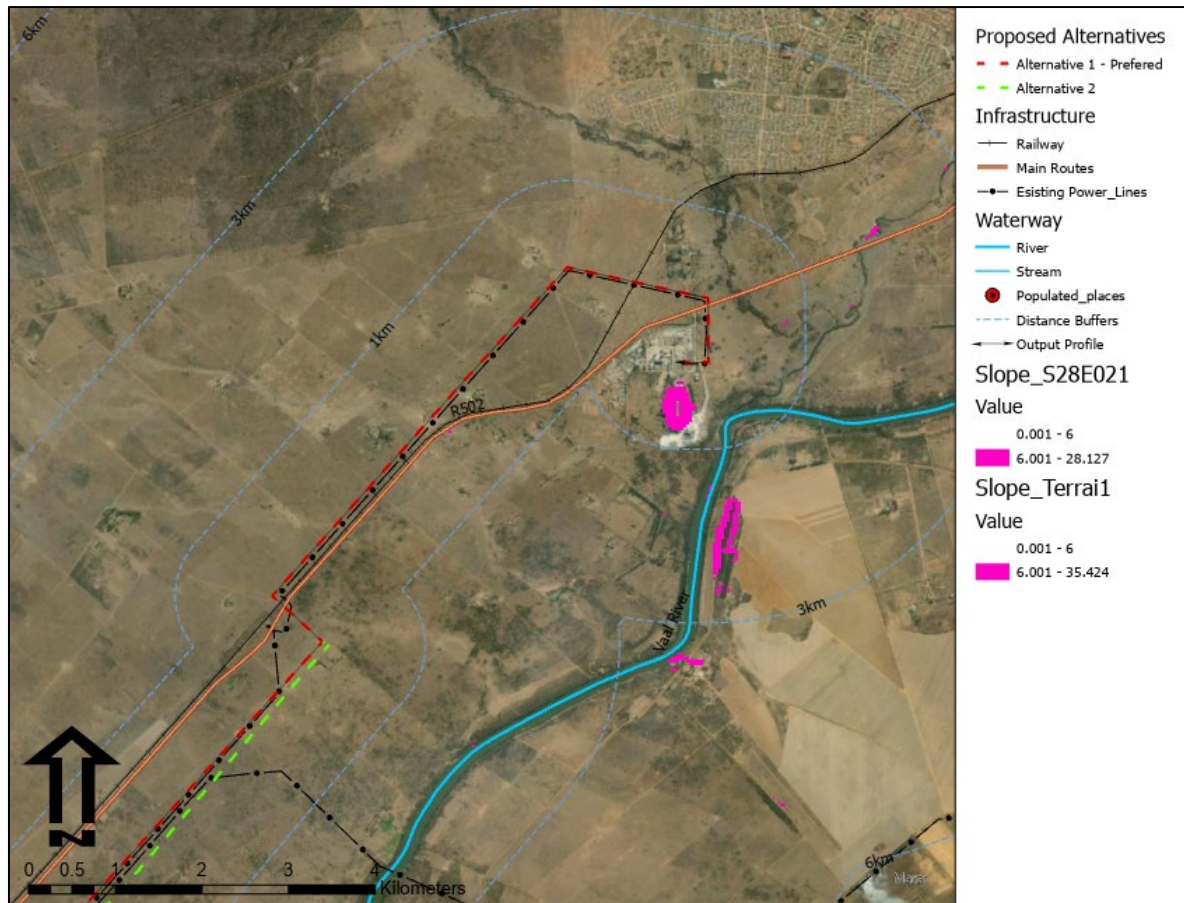 6km
3km
1km
R502
Vaal River
3km
6km
Maxar
N
0 0.5 1 2 3 4
Kilometers
Proposed Alternatives
Alternative 1 - Prefered
Alternative 2
Infrastructure
Railway
Main Routes
Esisting Power_Lines
Waterway
River
Stream
Populated_places
Distance Buffers
Output Profile
Slope_S28E021
Value
0.001 - 6
6.001 - 28.127
Slope_Terrai1
Value
0.001 - 6
6.001 - 35.424